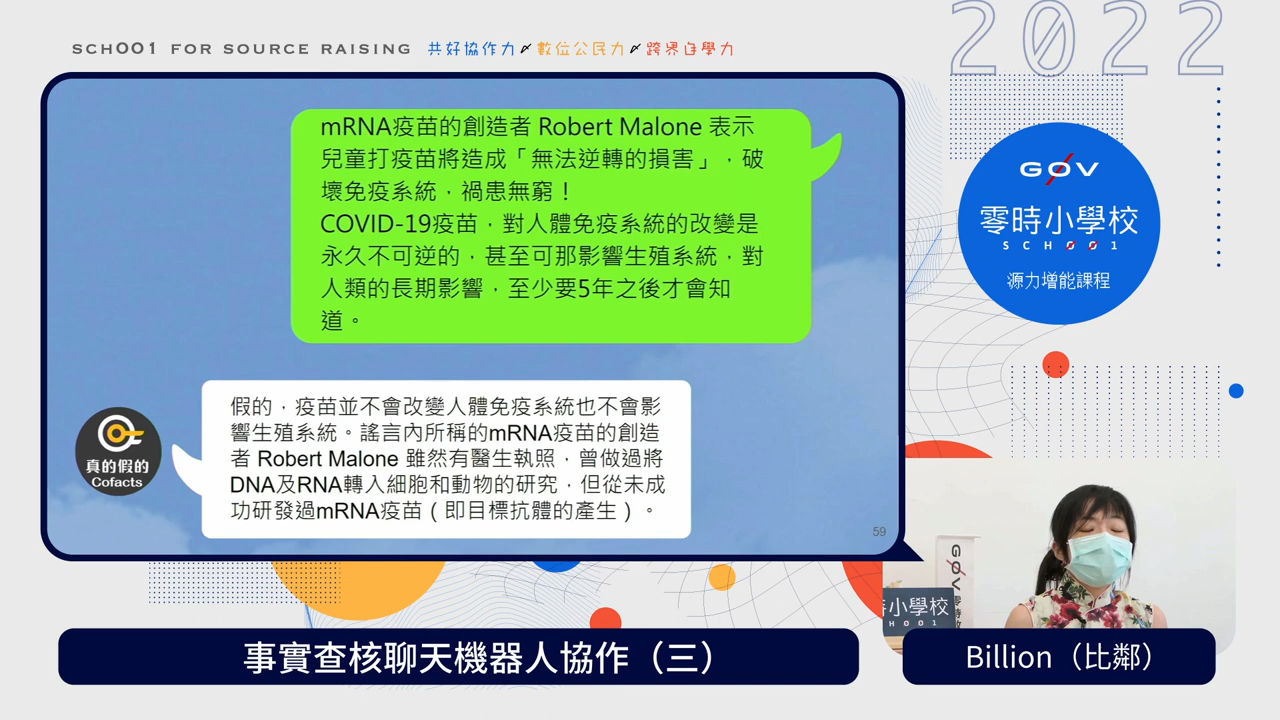 SCH001 FOR SOURCE RAISING 共好協作力 數位公民力 跨界自學力
2022
mRNA疫苗的創造者 Robert Malone 表示
兒童打疫苗將造成「無法逆轉的損害」，破
壞免疫系統，禍患無窮！
COVID-19疫苗，對人體免疫系統的改變是
永久不可逆的，甚至可那影響生殖系統，對
人類的長期影響，至少要5年之後才會知
道。
假的，疫苗並不會改變人體免疫系統也不會影
響生殖系統。謠言內所稱的mRNA疫苗的創造
者 Robert Malone 雖然有醫生執照，曾做過將
DNA及RNA轉入細胞和動物的研究，但從未成
功研發過mRNA疫苗（即目標抗體的產生）。
真的假的
Cofacts
59
G0V
零時小學校
SCH001
源力增能課程
G0V
小學校
H001
事實查核聊天機器人協作（三）
Billion（比鄰）